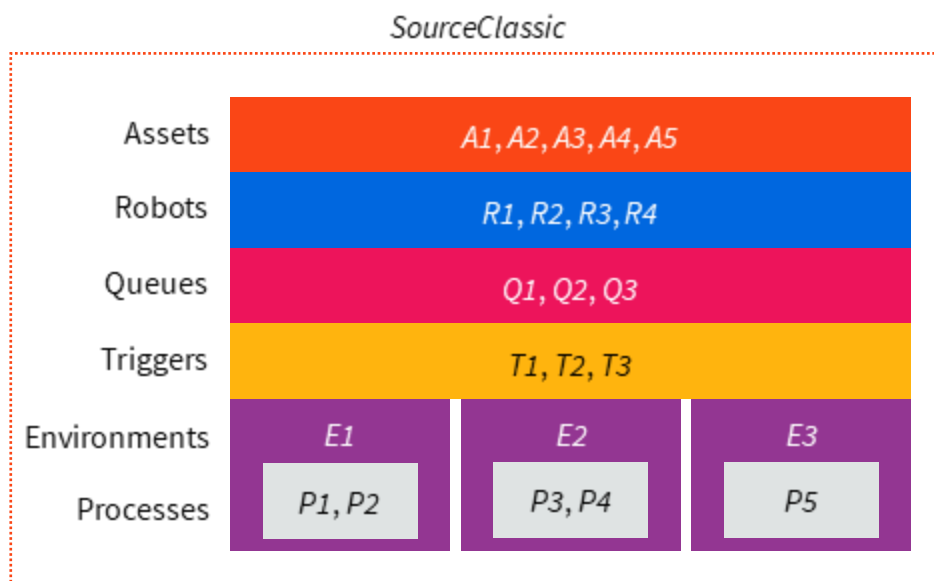 SourceClassic
Assets A1, A2, A3, A4, A5
Robots R1, R2, R3, R4
Queues Q1, Q2, Q3
Triggers T1, T2, T3
Environments E1 E2 E3
Processes P1, P2 P3, P4 P5